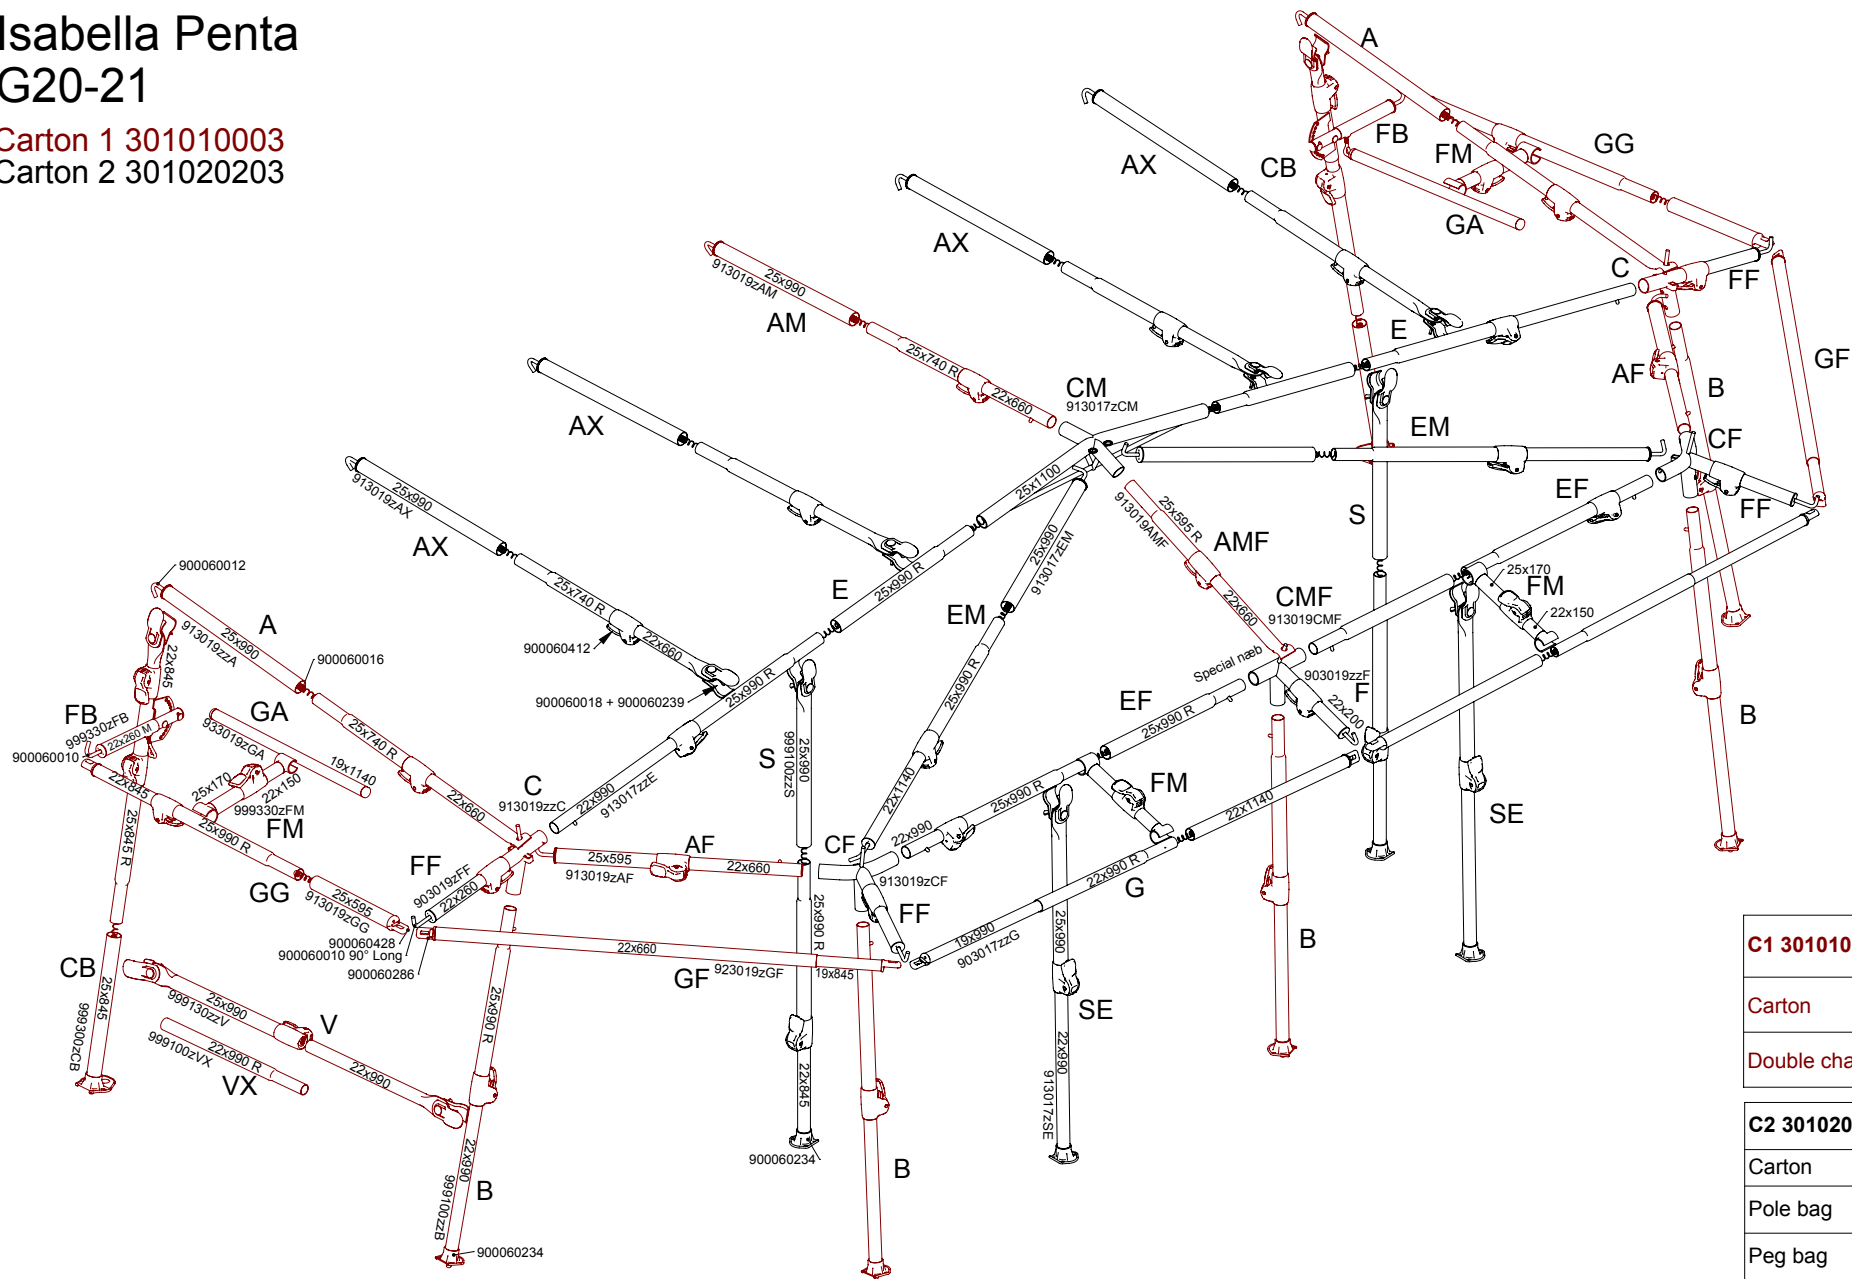 Isabella Penta
G20-21
Carton 1 301010003
Carton 2 301020203
A
FB
GG
FM
CB
GA
AX
AX
C
FF
GF
25x990
913019zAM
AM
25x740 R
22x660
E
CM
913017zCM
AF
B
EM
CF
AX
25x1100
25x990
913017zEM
25x595 R
913019AMF
AMF
22x660
S
EF
FF
25x990
913019zAX
AX
25x740 R
22x660
900060412
900060018 + 900060239
E
25x990 R
25x990 R
22x990
913017zzE
EM
25x990 R
22x1140
CMF
913019CMF
Special næb
903019zzF
F
22x200
25x170
FM
22x150
B
900060012
A
25x990
913019zzA
900060016
25x740 R
22x660
22x845
FB
999330zFB
22x260 M
900060010
GA
933019zGA
19x1140
25x170
22x150
999330zFM
FM
22x845
25x990 R
GG
25x595
913019zGG
25x845 R
C
913019zzC
FF
903019zFF
22x260
900060428
900060010 90° Long
900060286
AF
25x595
22x660
913019zAF
S
25x990
999100zzS
25x990 R
22x845
900060234
CF
913019zCF
FF
EF
25x990 R
25x990 R
22x990
FM
22x1140
22x990 R
G
19x990
903017zzG
SE
B
22x660
GF
923019zGF
19x845
CB
25x845
999300zCB
25x990
999130zzV
V
22x990
22x990 R
999100zVX
VX
25x990 R
22x990
999100zzB
B
900060234
B
25x990
SE
22x990
913017zSE
C1 301010
Carton
Double cha
C2 301020
Carton
Pole bag
Peg bag